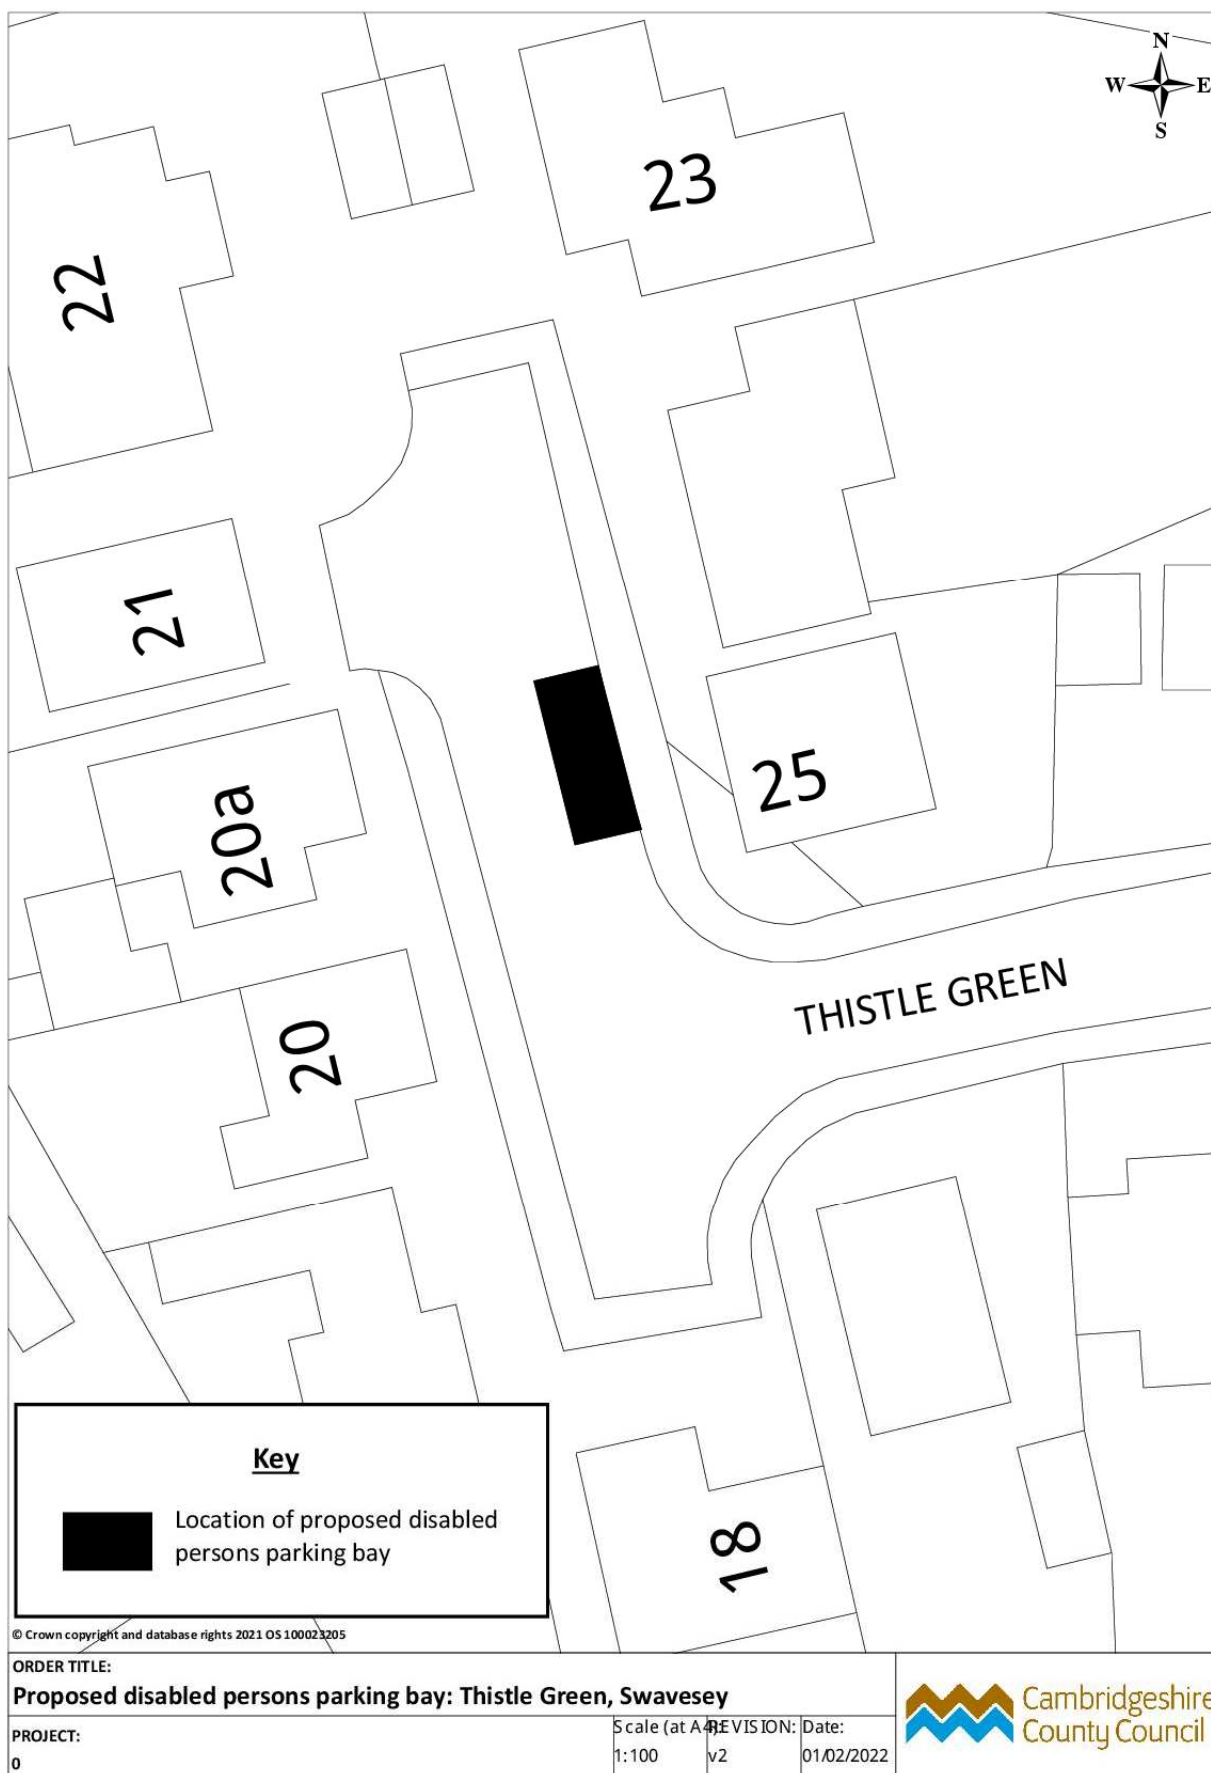 N
W E
S
23
22
21
25
20a
THISTLE GREEN
20
18
Key
Location of proposed disabled
persons parking bay
© Crown copyright and database rights 2021 OS 100023205
ORDER TITLE:
Proposed disabled persons parking bay: Thistle Green, Swavesey
PROJECT:
0
Scale (at A4):
1:100
REVISION:
v2
Date:
01/02/2022
Cambridgeshire
County Council